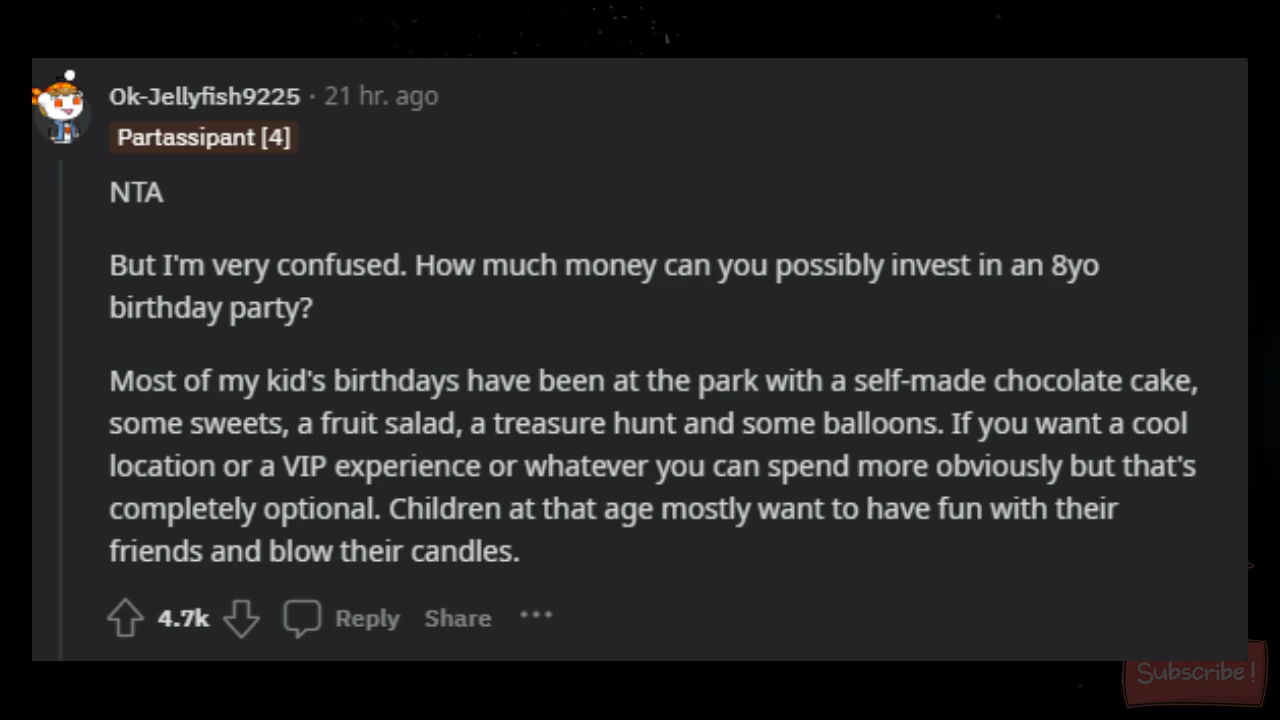 Ok-Jellyfish9225 · 21 hr. ago
Partassipant [4]
NTA
But I'm very confused. How much money can you possibly invest in an 8yo
birthday party?
Most of my kid's birthdays have been at the park with a self-made chocolate cake,
some sweets, a fruit salad, a treasure hunt and some balloons. If you want a cool
location or a VIP experience or whatever you can spend more obviously but that's
completely optional. Children at that age mostly want to have fun with their
friends and blow their candles.
4.7k Reply Share ···
Subscribe!